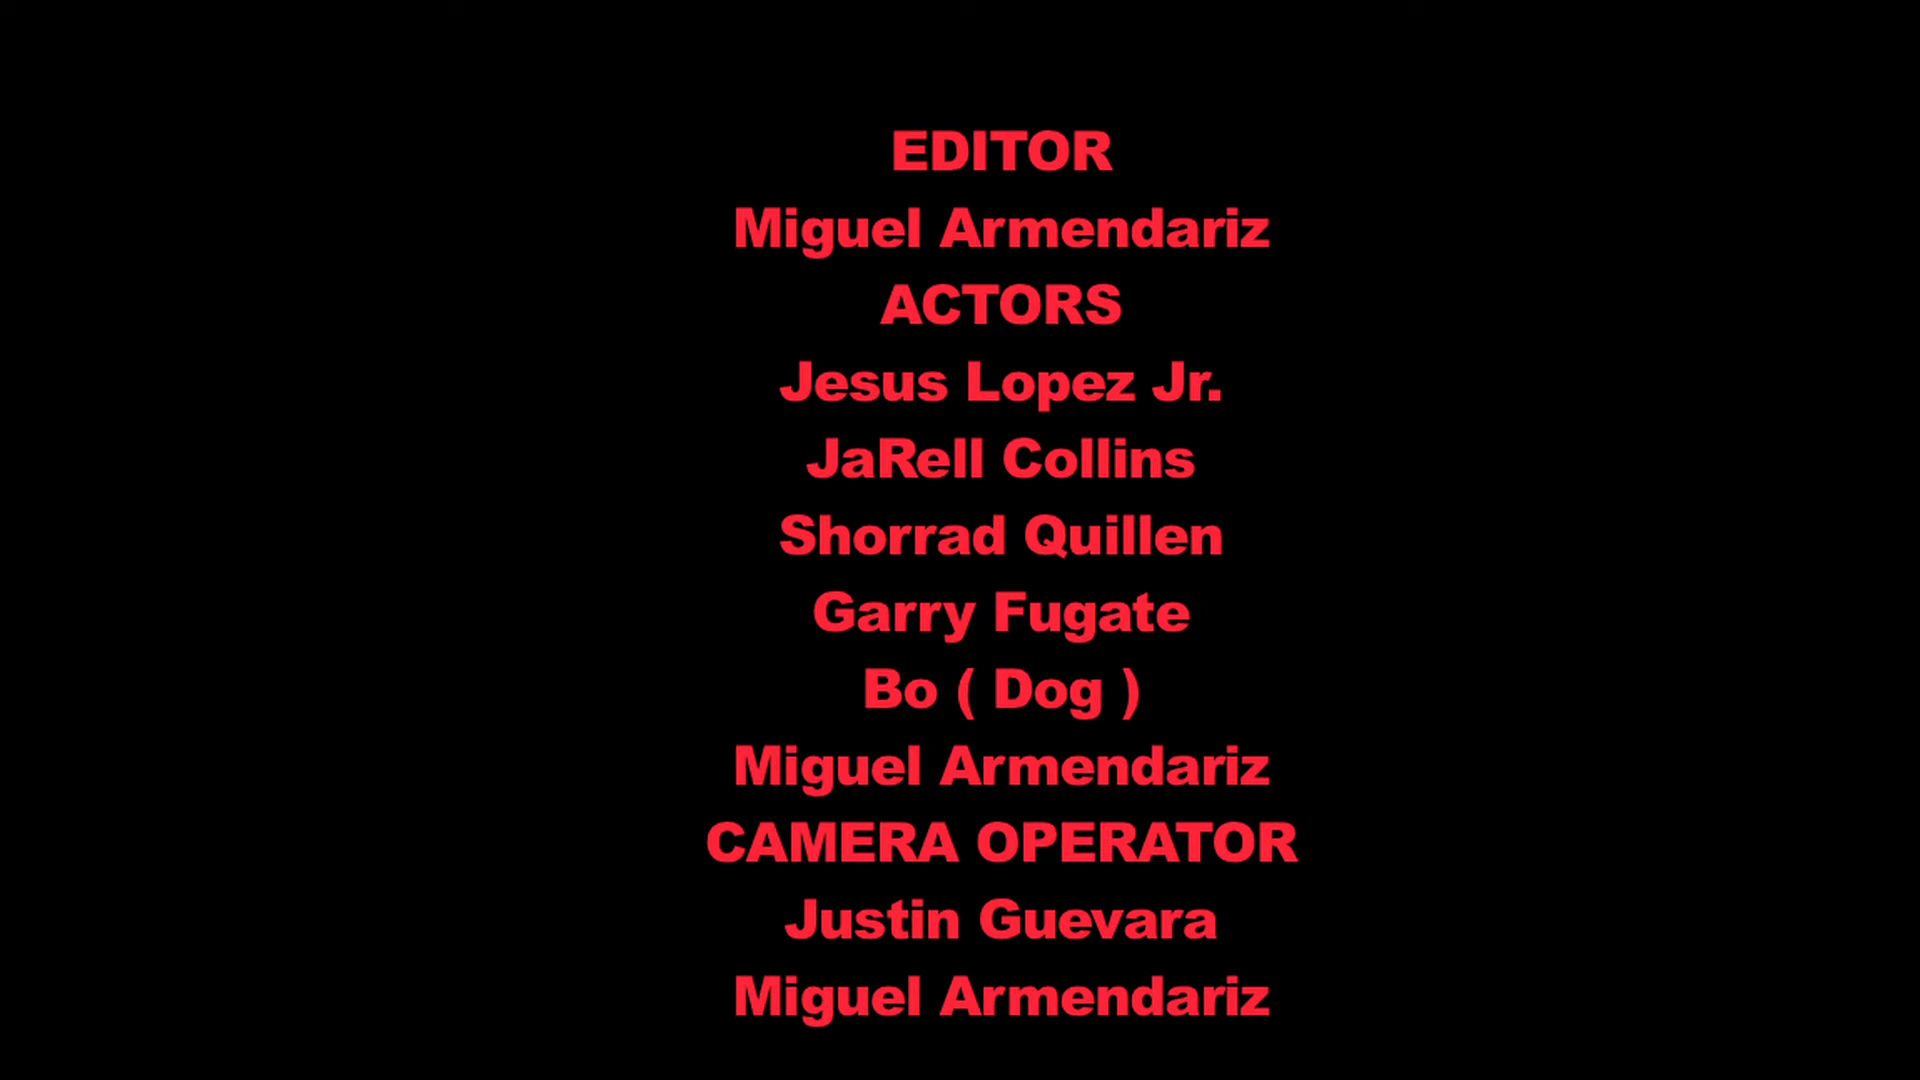 EDITOR
Miguel Armendariz
ACTORS
Jesus Lopez Jr.
JaRell Collins
Shorrad Quillen
Garry Fugate
Bo ( Dog )
Miguel Armendariz
CAMERA OPERATOR
Justin Guevara
Miguel Armendariz